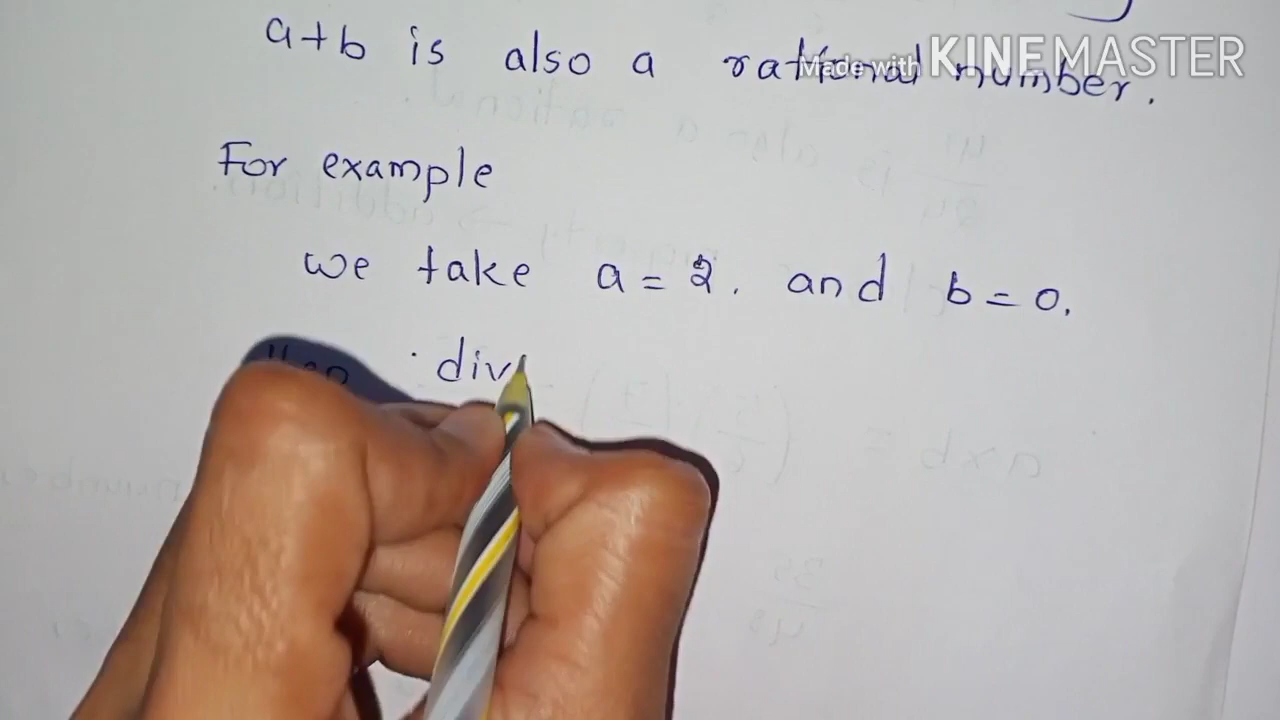 a+b is also a rational number.
Made with KINEMASTER
For example
we take a = 2. and b = 0.
div